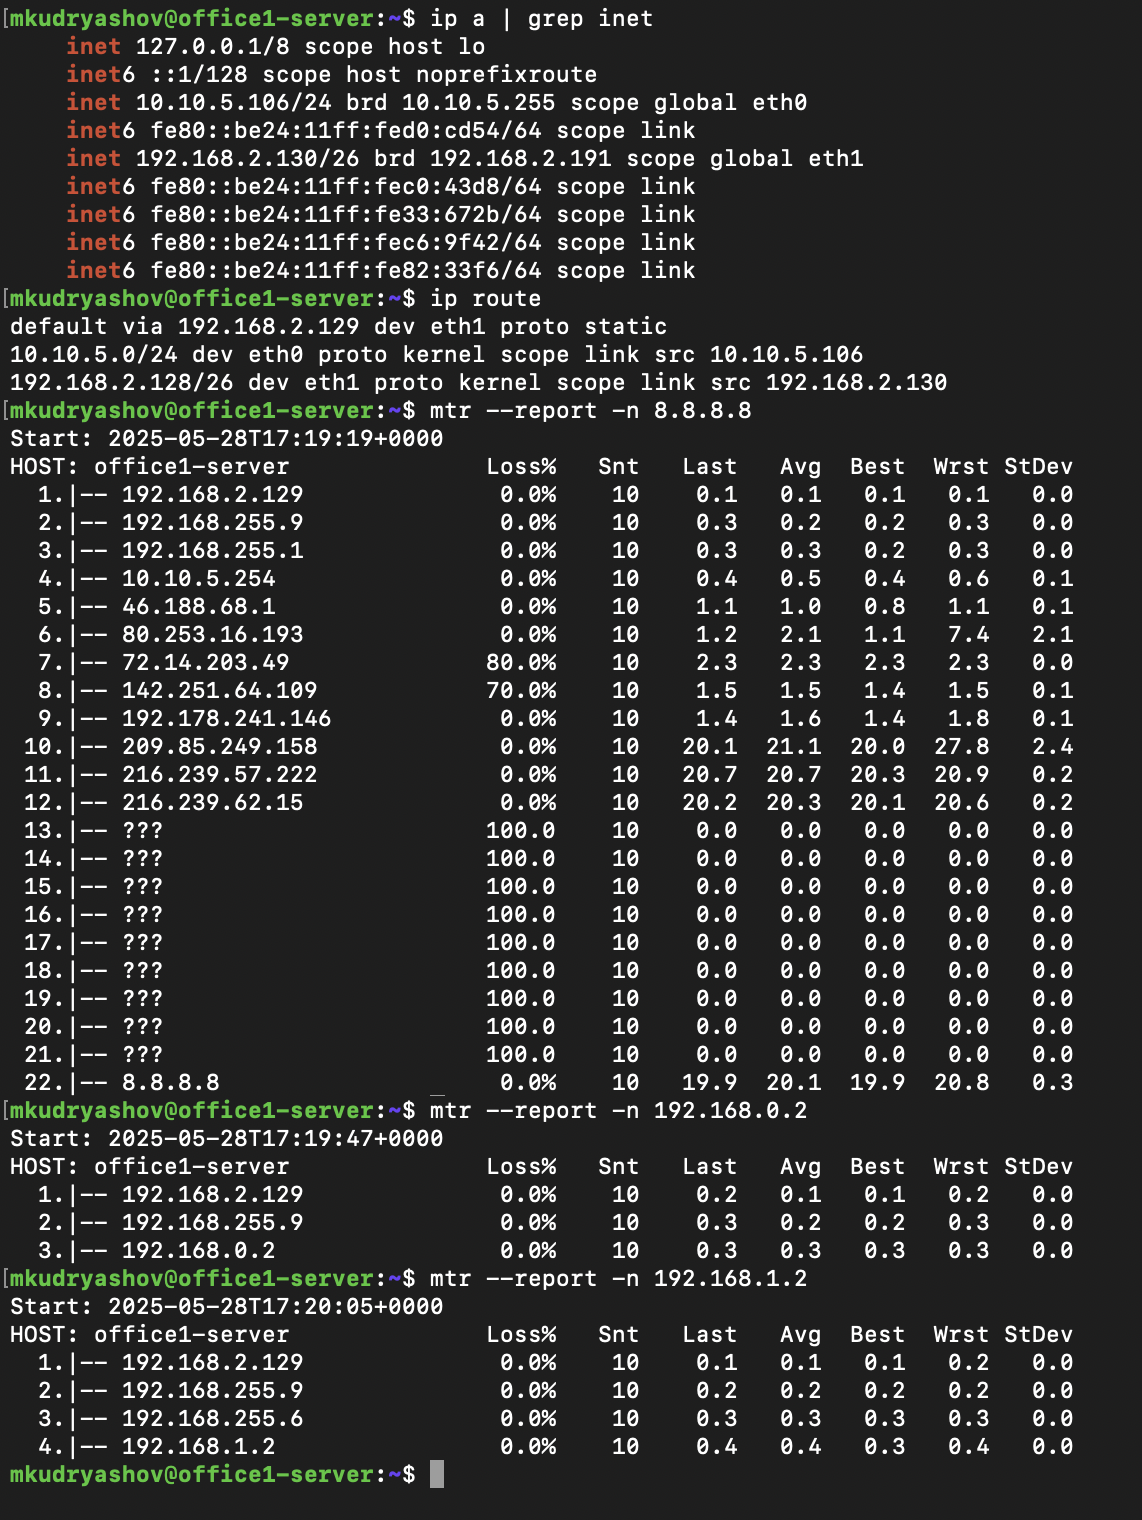 [mkudryashov@office1-server:~$ ip a | grep inet
    inet 127.0.0.1/8 scope host lo
    inet6 ::1/128 scope host noprefixroute
    inet 10.10.5.106/24 brd 10.10.5.255 scope global eth0
    inet6 fe80::be24:11ff:fed0:cd54/64 scope link
    inet 192.168.2.130/26 brd 192.168.2.191 scope global eth1
    inet6 fe80::be24:11ff:fec0:43d8/64 scope link
    inet6 fe80::be24:11ff:fe33:672b/64 scope link
    inet6 fe80::be24:11ff:fec6:9f42/64 scope link
    inet6 fe80::be24:11ff:fe82:33f6/64 scope link
[mkudryashov@office1-server:~$ ip route
default via 192.168.2.129 dev eth1 proto static
10.10.5.0/24 dev eth0 proto kernel scope link src 10.10.5.106
192.168.2.128/26 dev eth1 proto kernel scope link src 192.168.2.130
[mkudryashov@office1-server:~$ mtr --report -n 8.8.8.8
Start: 2025-05-28T17:19:19+0000
HOST: office1-server              Loss%   Snt   Last   Avg  Best  Wrst StDev
  1.|-- 192.168.2.129              0.0%    10    0.1   0.1   0.1   0.1   0.0
  2.|-- 192.168.255.9              0.0%    10    0.3   0.2   0.2   0.3   0.0
  3.|-- 192.168.255.1              0.0%    10    0.3   0.3   0.2   0.3   0.0
  4.|-- 10.10.5.254                0.0%    10    0.4   0.5   0.4   0.6   0.1
  5.|-- 46.188.68.1                0.0%    10    1.1   1.0   0.8   1.1   0.1
  6.|-- 80.253.16.193              0.0%    10    1.2   2.1   1.1   7.4   2.1
  7.|-- 72.14.203.49              80.0%    10    2.3   2.3   2.3   2.3   0.0
  8.|-- 142.251.64.109            70.0%    10    1.5   1.5   1.4   1.5   0.1
  9.|-- 192.178.241.146            0.0%    10    1.4   1.6   1.4   1.8   0.1
 10.|-- 209.85.249.158             0.0%    10   20.1  21.1  20.0  27.8   2.4
 11.|-- 216.239.57.222             0.0%    10   20.7  20.7  20.3  20.9   0.2
 12.|-- 216.239.62.15              0.0%    10   20.2  20.3  20.1  20.6   0.2
 13.|-- ???                       100.0    10    0.0   0.0   0.0   0.0   0.0
 14.|-- ???                       100.0    10    0.0   0.0   0.0   0.0   0.0
 15.|-- ???                       100.0    10    0.0   0.0   0.0   0.0   0.0
 16.|-- ???                       100.0    10    0.0   0.0   0.0   0.0   0.0
 17.|-- ???                       100.0    10    0.0   0.0   0.0   0.0   0.0
 18.|-- ???                       100.0    10    0.0   0.0   0.0   0.0   0.0
 19.|-- ???                       100.0    10    0.0   0.0   0.0   0.0   0.0
 20.|-- ???                       100.0    10    0.0   0.0   0.0   0.0   0.0
 21.|-- ???                       100.0    10    0.0   0.0   0.0   0.0   0.0
 22.|-- 8.8.8.8                    0.0%    10   19.9  20.1  19.9  20.8   0.3
[mkudryashov@office1-server:~$ mtr --report -n 192.168.0.2
Start: 2025-05-28T17:19:47+0000
HOST: office1-server              Loss%   Snt   Last   Avg  Best  Wrst StDev
  1.|-- 192.168.2.129              0.0%    10    0.2   0.1   0.1   0.2   0.0
  2.|-- 192.168.255.9              0.0%    10    0.3   0.2   0.2   0.3   0.0
  3.|-- 192.168.0.2                0.0%    10    0.3   0.3   0.3   0.3   0.0
[mkudryashov@office1-server:~$ mtr --report -n 192.168.1.2
Start: 2025-05-28T17:20:05+0000
HOST: office1-server              Loss%   Snt   Last   Avg  Best  Wrst StDev
  1.|-- 192.168.2.129              0.0%    10    0.1   0.1   0.1   0.2   0.0
  2.|-- 192.168.255.9              0.0%    10    0.2   0.2   0.2   0.2   0.0
  3.|-- 192.168.255.6              0.0%    10    0.3   0.3   0.3   0.3   0.0
  4.|-- 192.168.1.2                0.0%    10    0.4   0.4   0.3   0.4   0.0
mkudryashov@office1-server:~$